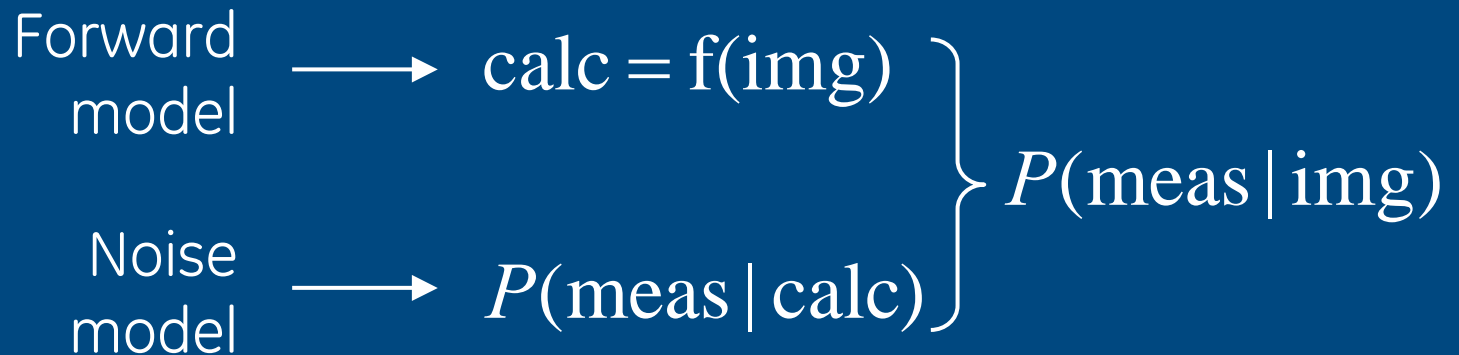 Forward
model
calc = f(img)
Noise
model
P(meas | calc)
P(meas | img)